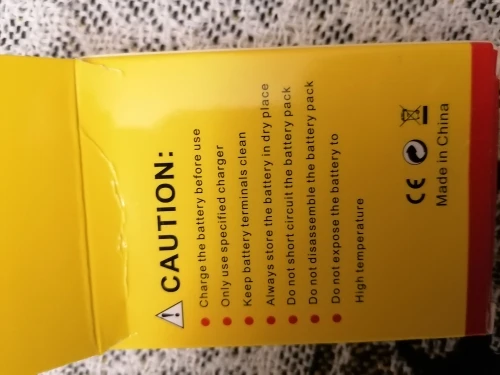 CAUTION:
Charge the battery before use
Only use specified charger
Keep battery terminals clean
Always store the battery in dry place
Do not short circuit the battery pack
Do not disassemble the battery pack
Do not expose the battery to
High temperature
CE
Made in China